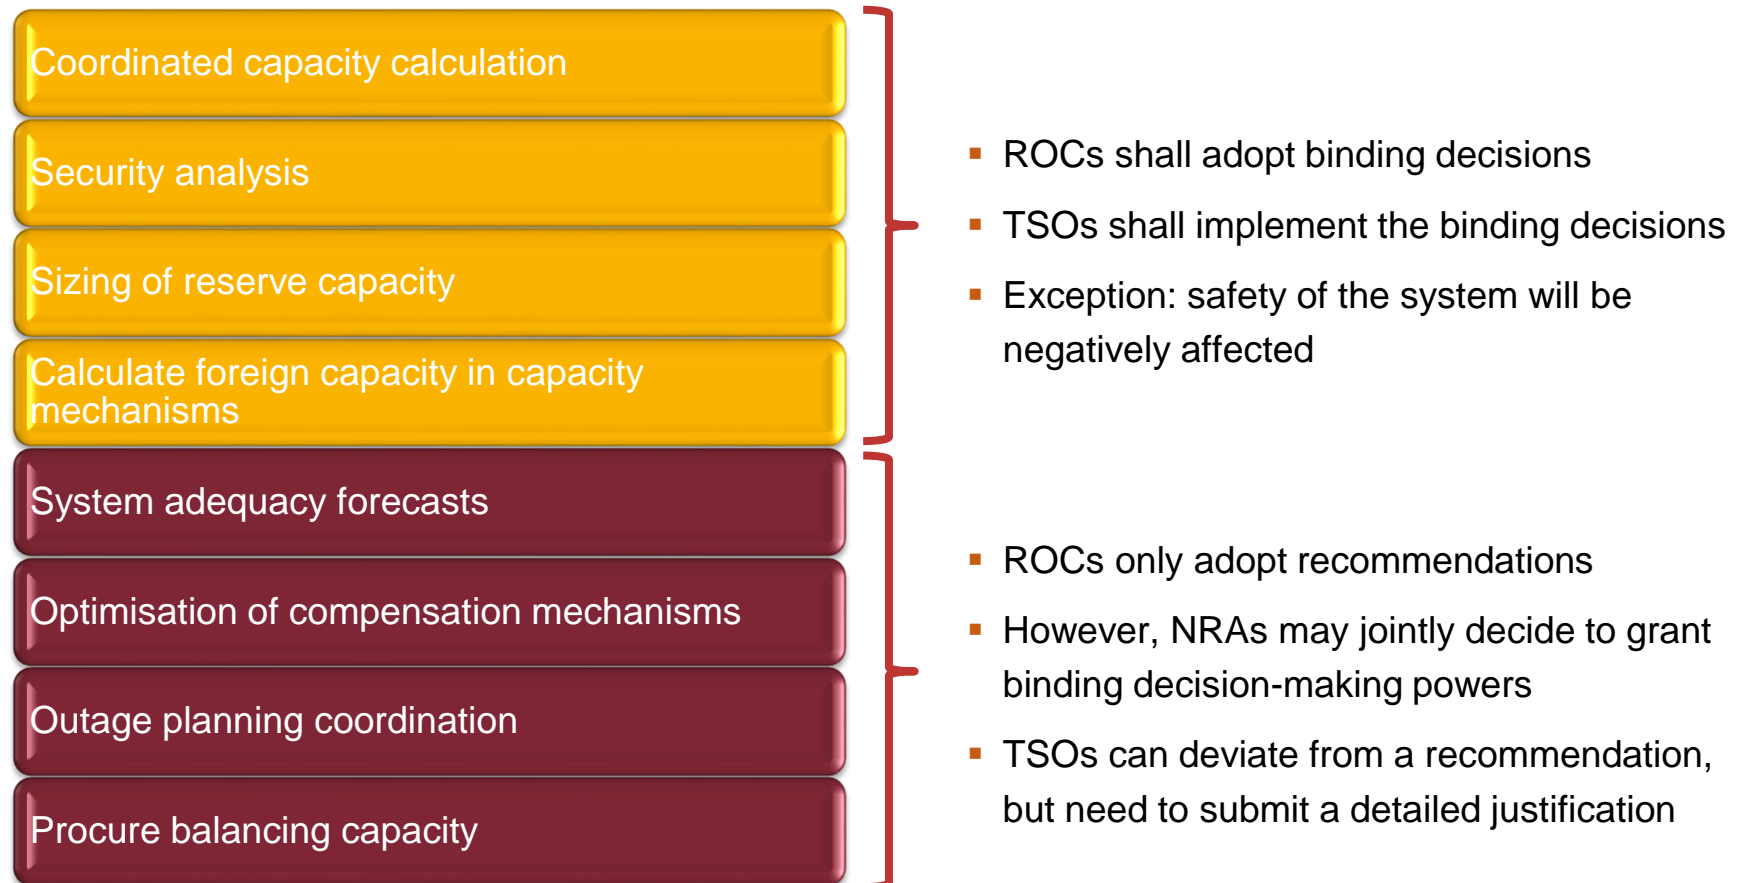 Coordinated capacity calculation
Security analysis
Sizing of reserve capacity
Calculate foreign capacity in capacity
mechanisms
System adequacy forecasts
Optimisation of compensation mechanisms
Outage planning coordination
Procure balancing capacity
▪ ROCs shall adopt binding decisions
▪ TSOs shall implement the binding decisions
▪ Exception: safety of the system will be
negatively affected
▪ ROCs only adopt recommendations
▪ However, NRAs may jointly decide to grant
binding decision-making powers
▪ TSOs can deviate from a recommendation,
but need to submit a detailed justification